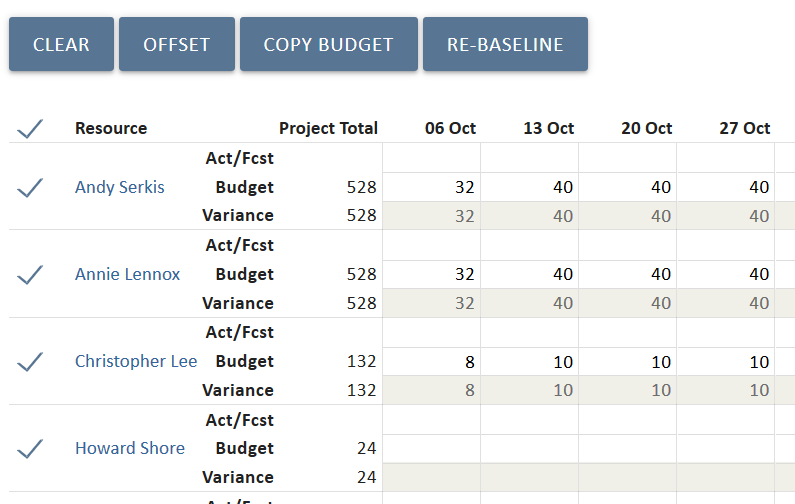 CLEAR OFFSET COPY BUDGET RE-BASELINE
Resource Project Total 06 Oct 13 Oct 20 Oct 27 Oct
Act/Fcst
Andy Serkis Budget 528 32 40 40 40
Variance 528 32 40 40 40
Act/Fcst
Annie Lennox Budget 528 32 40 40 40
Variance 528 32 40 40 40
Act/Fcst
Christopher Lee Budget 132 8 10 10 10
Variance 132 8 10 10 10
Act/Fcst
Howard Shore Budget 24
Variance 24